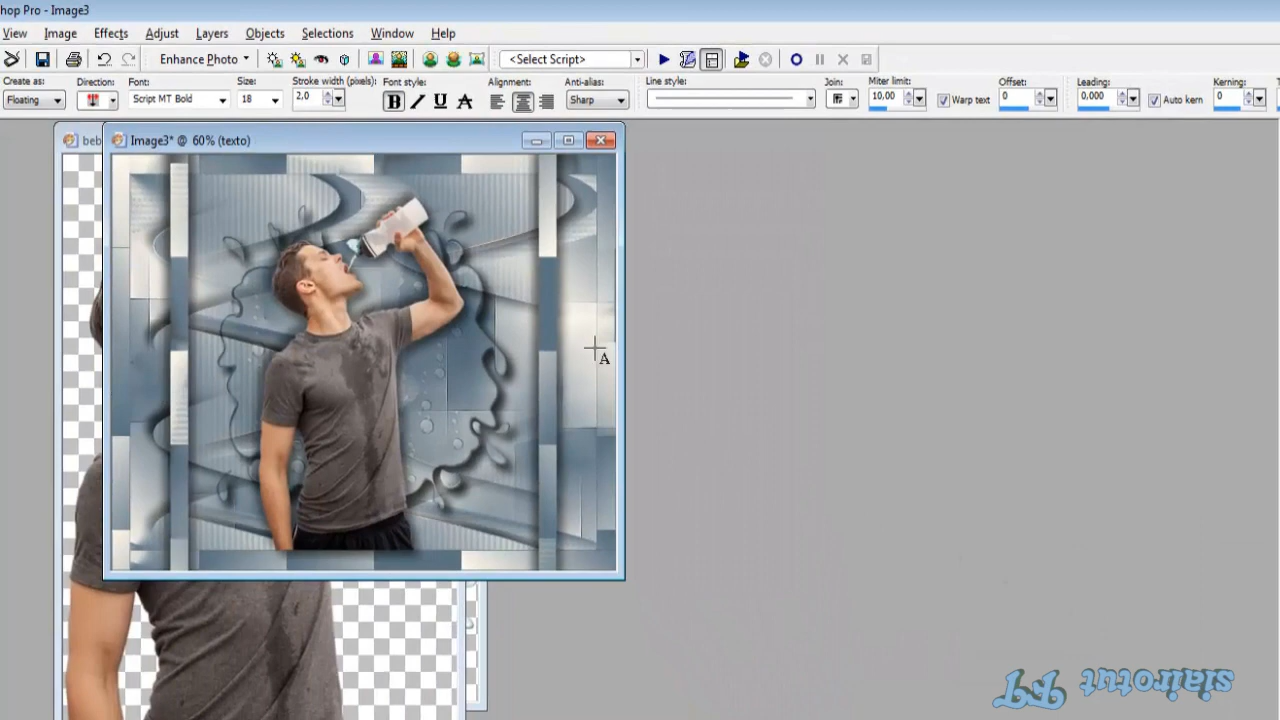 hop Pro - Image3
View Image Effects Adjust Layers Objects Selections Window Help
Enhance Photo <Select Script>
Create as: Direction: Font: Size: Stroke width (pixels): Font style: Alignment: Anti-alias: Line style: Join: Miter limit: Offset: Leading: Kerning:
Floating Script MT Bold 18 2,0 B U A Sharp 10,00 Warp text 0 0,000 Auto kern 0
beb Image3* @ 60% (texto)
A